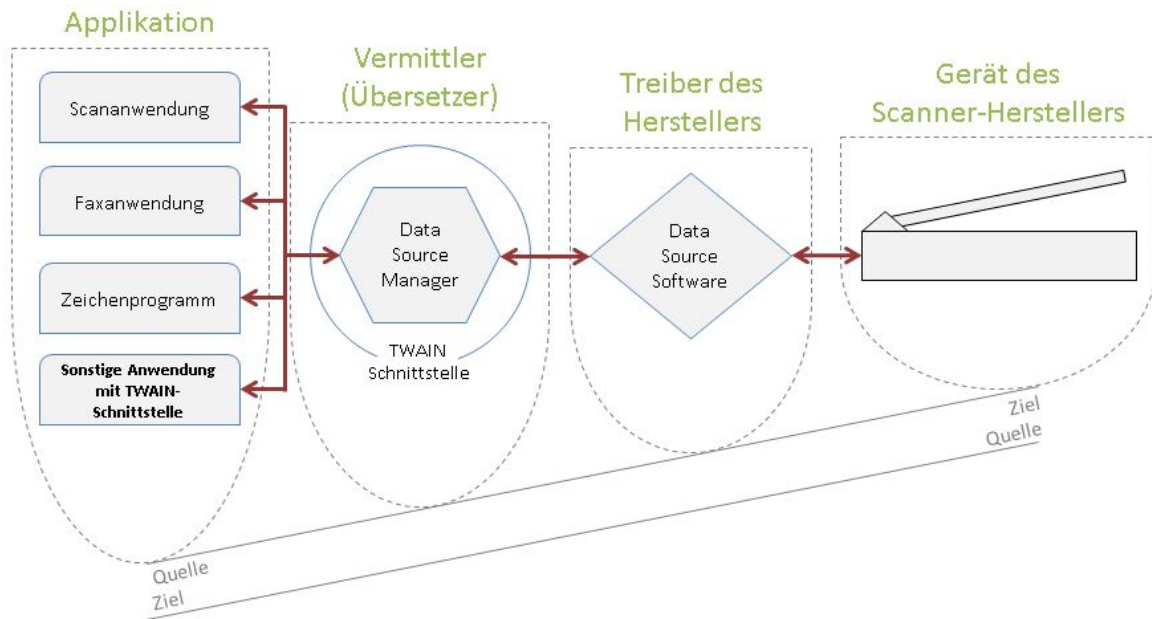 Applikation
Scananwendung
Faxanwendung
Zeichenprogramm
Sonstige Anwendung
mit TWAIN-
Schnittstelle
Vermittler
(Übersetzer)
Data
Source
Manager
TWAIN
Schnittstelle
Treiber des
Herstellers
Data
Source
Software
Gerät des
Scanner-Herstellers
Ziel
Quelle
Quelle
Ziel